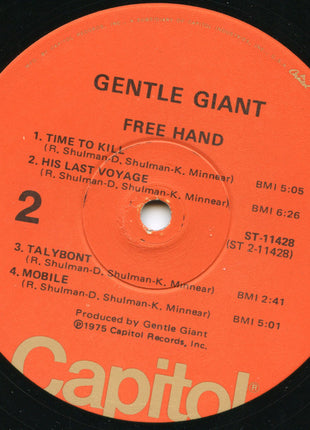 GENTLE GIANT
FREE HAND
1. TIME TO KILL
(R. Shulman-D. Shulman-K. Minnear) BMI 5:05
2. HIS LAST VOYAGE
(R. Shulman-D. Shulman-K. Minnear) BMI 6:26
2
ST-11428
(ST 2-11428)
3. TALYBONT
(R. Shulman-D. Shulman-K. Minnear) BMI 2:41
4. MOBILE
(R. Shulman-D. Shulman-K. Minnear) BMI 5:01
Produced by Gentle Giant
℗1975 Capitol Records, Inc.
Capitol®